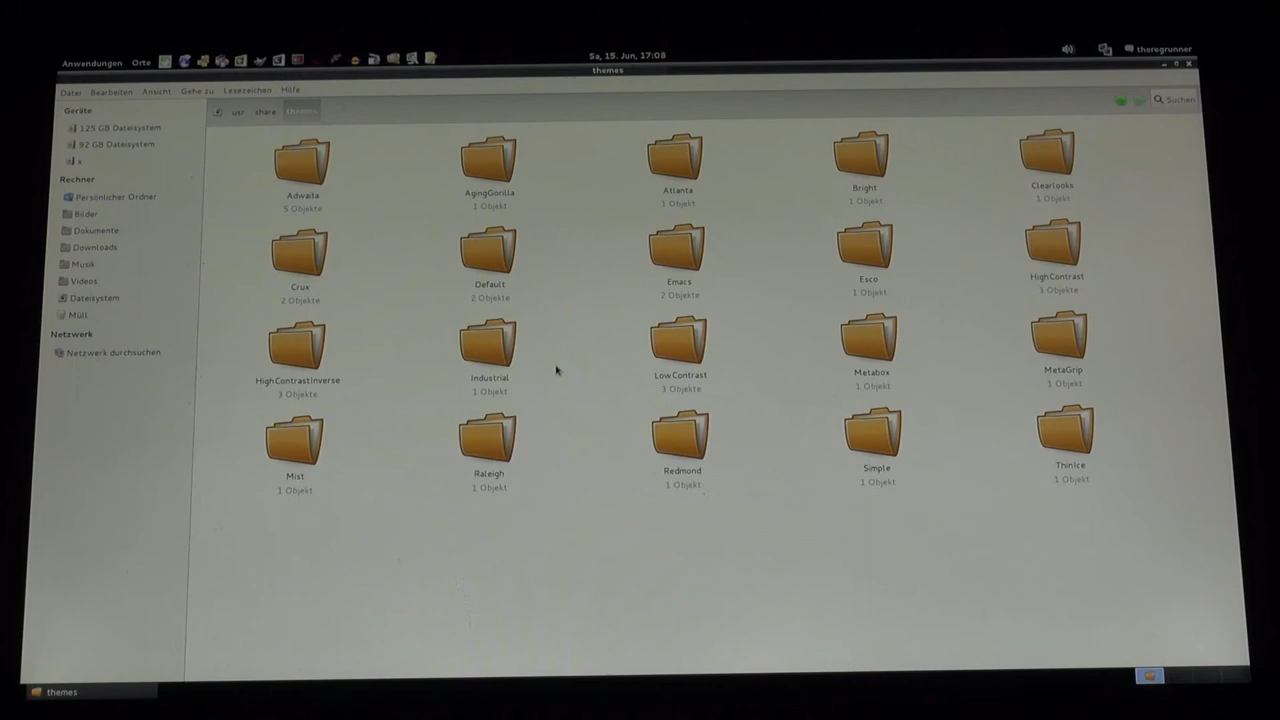 Anwendungen Orte Sa, 15. Jun, 17:08 theregrunner
themes
Datei Bearbeiten Ansicht Gehe zu Lesezeichen Hilfe
usr share themes Suchen
Geräte
125 GB Dateisystem
92 GB Dateisystem
x
Rechner
Persönlicher Ordner
Bilder
Dokumente
Downloads
Musik
Videos
Dateisystem
Müll
Netzwerk
Netzwerk durchsuchen
Adwaita AgingGorilla Atlanta Bright Clearlooks
5 Objekte 1 Objekt 1 Objekt 1 Objekt 1 Objekt
Crux Default Emacs Esco HighContrast
2 Objekte 2 Objekte 2 Objekte 1 Objekt 3 Objekte
HighContrastInverse Industrial LowContrast Metabox MetaGrip
3 Objekte 1 Objekt 3 Objekte 1 Objekt 1 Objekt
Mist Raleigh Redmond Simple ThinIce
1 Objekt 1 Objekt 1 Objekt 1 Objekt 1 Objekt
themes